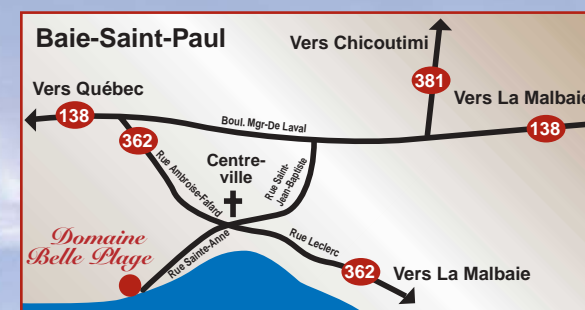 Baie-Saint-Paul
Vers Chicoutimi
381
Vers Québec
Vers La Malbaie
138
Boul. Mgr-De Laval
138
362
Centre-
ville
Rue Ambroise-Fafard
Rue Saint-
Jean-Baptiste
Domaine
Belle Plage
Rue Sainte-Anne
Rue Leclerc
362
Vers La Malbaie